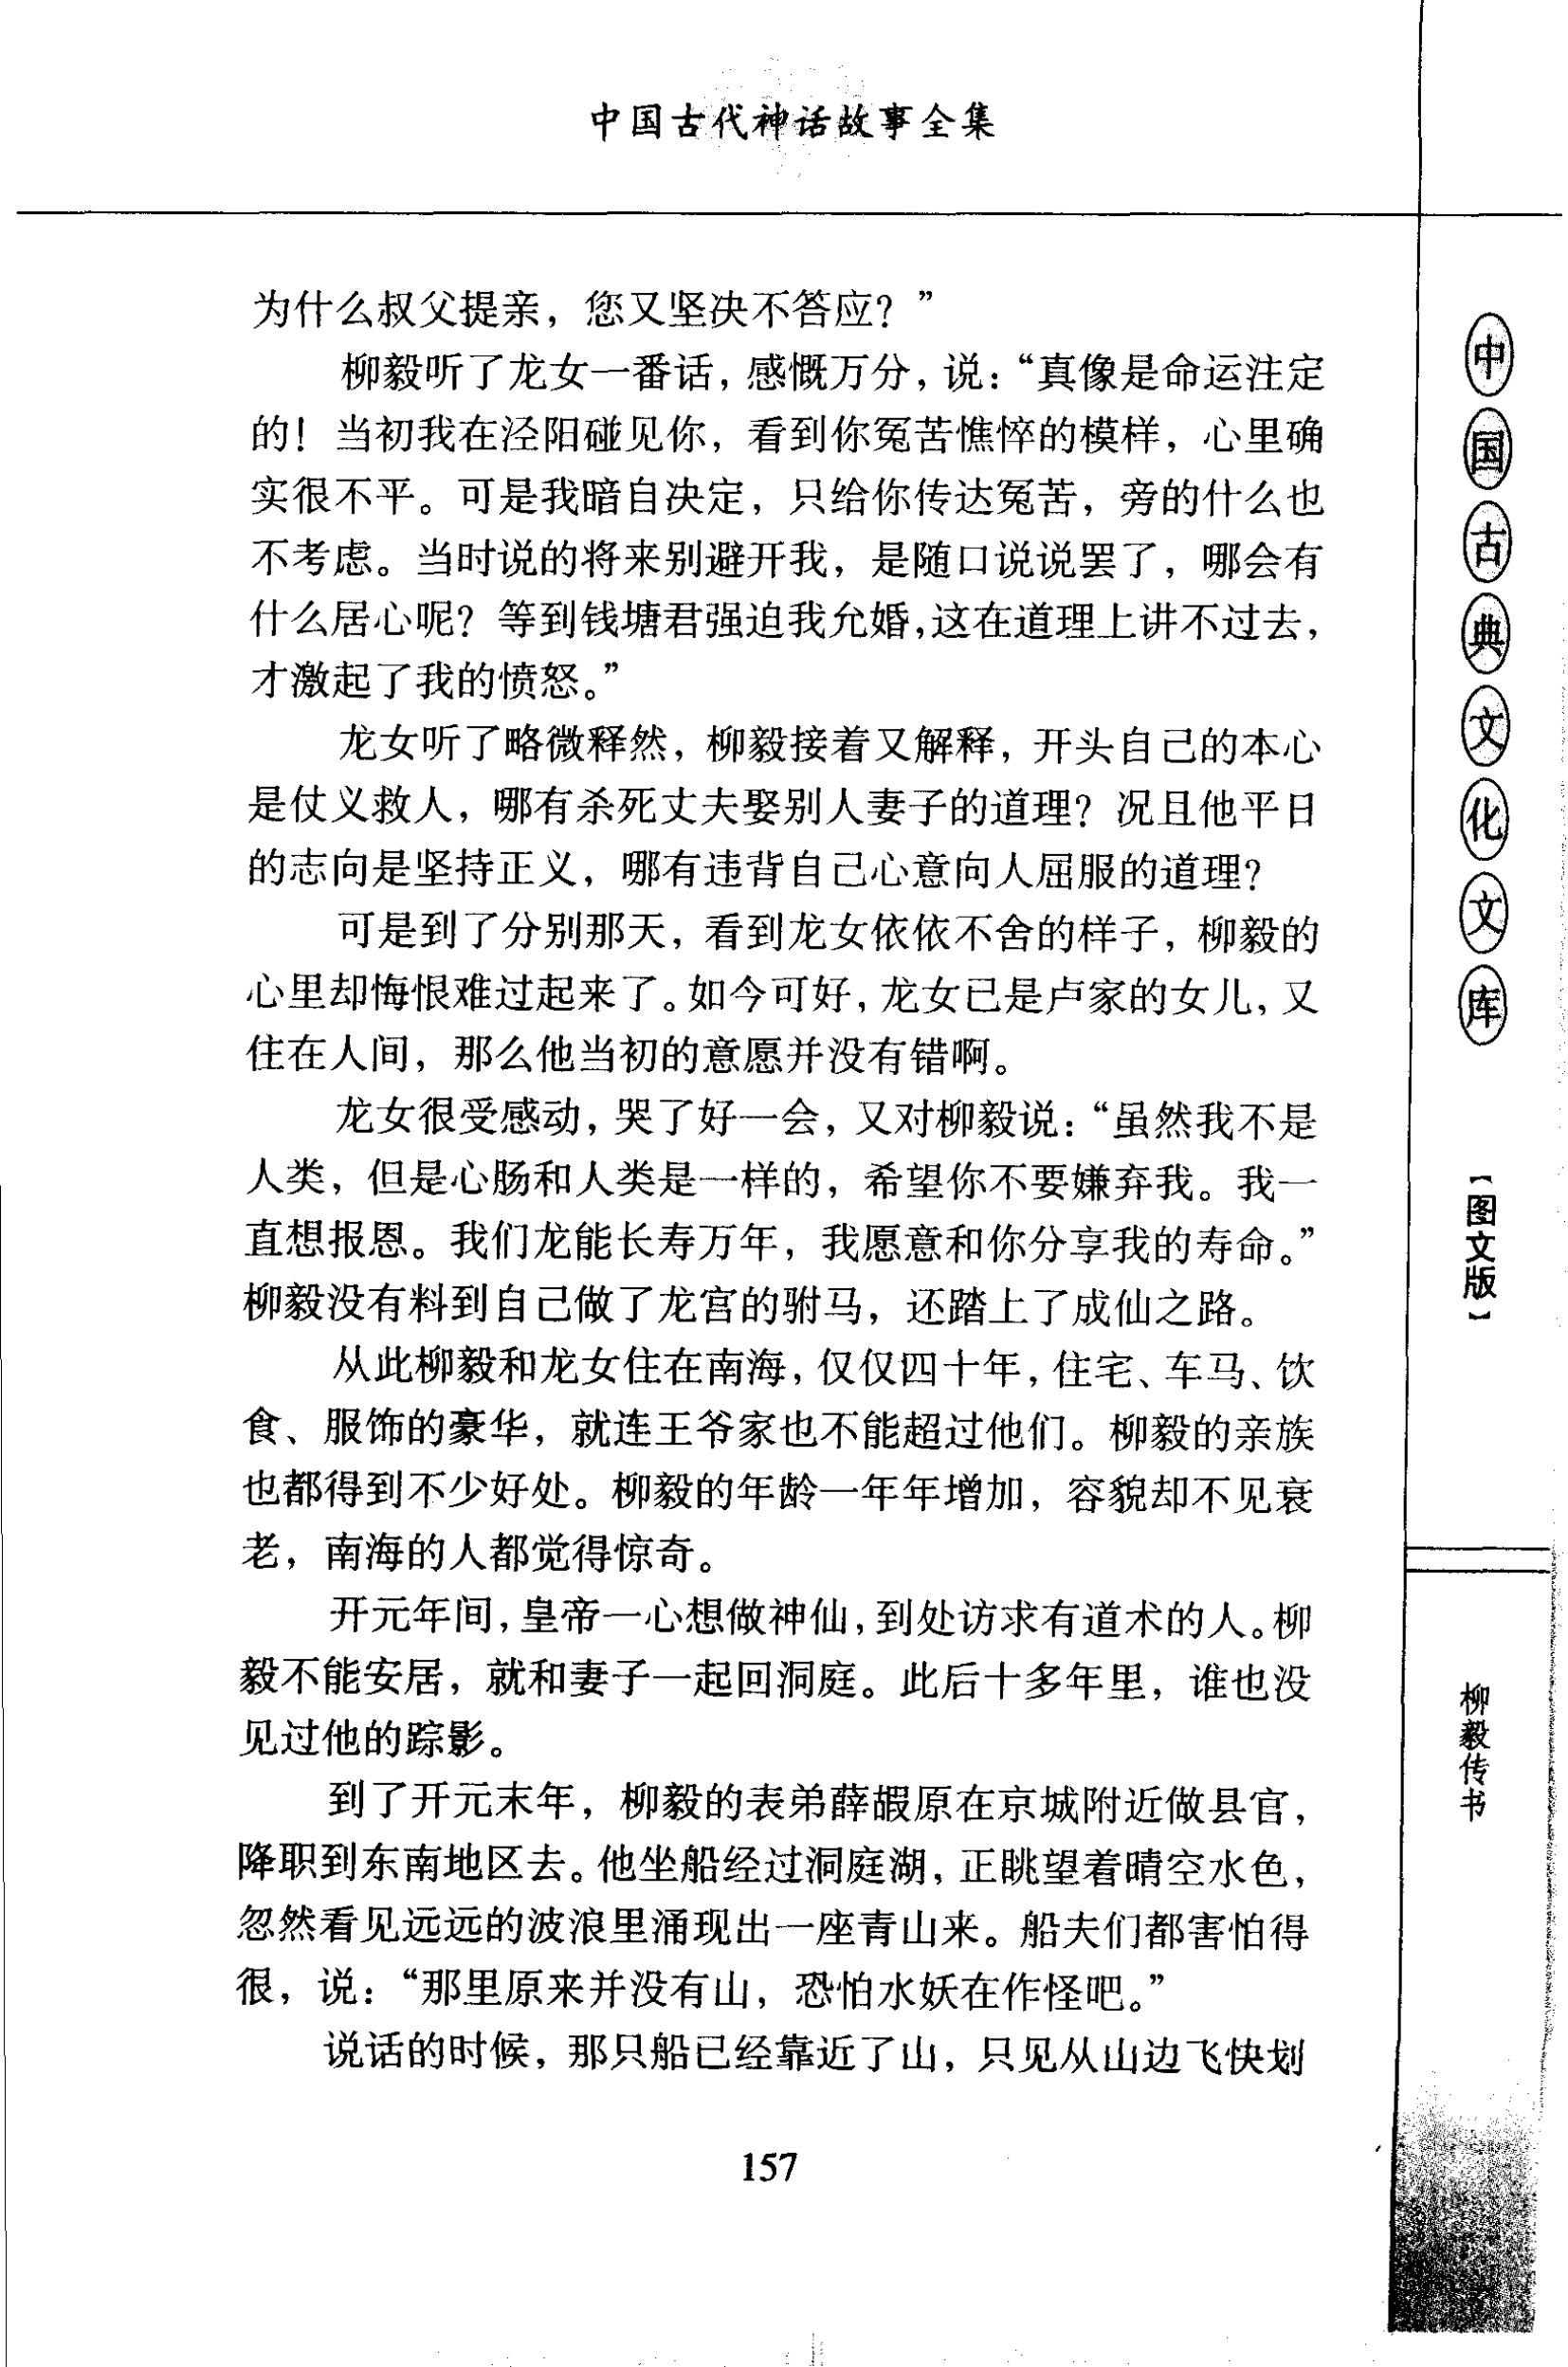 中国古代神话故事全集
为什么叔父提亲，您又坚决不答应？”
柳毅听了龙女一番话，感慨万分，说：“真像是命运注定
的！当初我在泾阳碰见你，看到你冤苦憔悴的模样，心里确
实很不平。可是我暗自决定，只给你传达冤苦，旁的什么也
不考虑。当时说的将来别避开我，是随口说说罢了，哪会有
什么居心呢？等到钱塘君强迫我允婚，这在道理上讲不过去，
才激起了我的愤怒。”
龙女听了略微释然，柳毅接着又解释，开头自己的本心
是仗义救人，哪有杀死丈夫娶别人妻子的道理？况且他平日
的志向是坚持正义，哪有违背自己心意向人屈服的道理？
可是到了分别那天，看到龙女依依不舍的样子，柳毅的
心里却悔恨难过起来了。如今可好，龙女已是卢家的女儿，又
住在人间，那么他当初的意愿并没有错啊。
龙女很受感动，哭了好一会，又对柳毅说：“虽然我不是
人类，但是心肠和人类是一样的，希望你不要嫌弃我。我一
直想报恩。我们龙能长寿万年，我愿意和你分享我的寿命。”
柳毅没有料到自己做了龙宫的驸马，还踏上了成仙之路。
从此柳毅和龙女住在南海，仅仅四十年，住宅、车马、饮
食、服饰的豪华，就连王爷家也不能超过他们。柳毅的亲族
也都得到不少好处。柳毅的年龄一年年增加，容貌却不见衰
老，南海的人都觉得惊奇。
开元年间，皇帝一心想做神仙，到处访求有道术的人。柳
毅不能安居，就和妻子一起回洞庭。此后十多年里，谁也没
见过他的踪影。
到了开元末年，柳毅的表弟薛嘏原在京城附近做县官，
降职到东南地区去。他坐船经过洞庭湖，正眺望着晴空水色，
忽然看见远远的波浪里涌现出一座青山来。船夫们都害怕得
很，说：“那里原来并没有山，恐怕水妖在作怪吧。”
说话的时候，那只船已经靠近了山，只见从山边飞快划
157
中国古典文化文库
【图文版】
柳毅传书